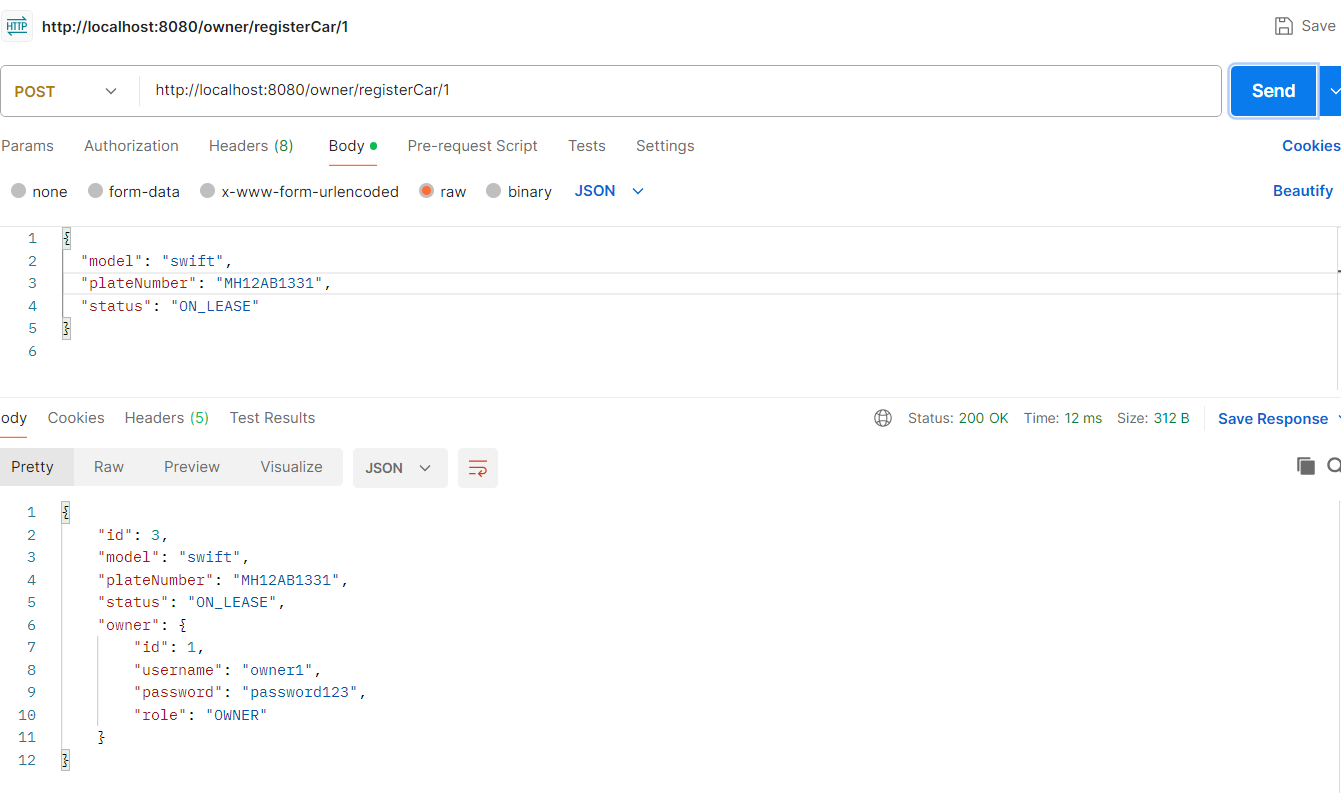 HTTP http://localhost:8080/owner/registerCar/1 Save
POST http://localhost:8080/owner/registerCar/1 Send
Params Authorization Headers (8) Body Pre-request Script Tests Settings Cookies
none form-data x-www-form-urlencoded raw binary JSON Beautify
1 {
2 "model": "swift",
3 "plateNumber": "MH12AB1331",
4 "status": "ON_LEASE"
5 }
6
ody Cookies Headers (5) Test Results Status: 200 OK Time: 12 ms Size: 312 B Save Response
Pretty Raw Preview Visualize JSON
1 {
2 "id": 3,
3 "model": "swift",
4 "plateNumber": "MH12AB1331",
5 "status": "ON_LEASE",
6 "owner": {
7 "id": 1,
8 "username": "owner1",
9 "password": "password123",
10 "role": "OWNER"
11 }
12 }